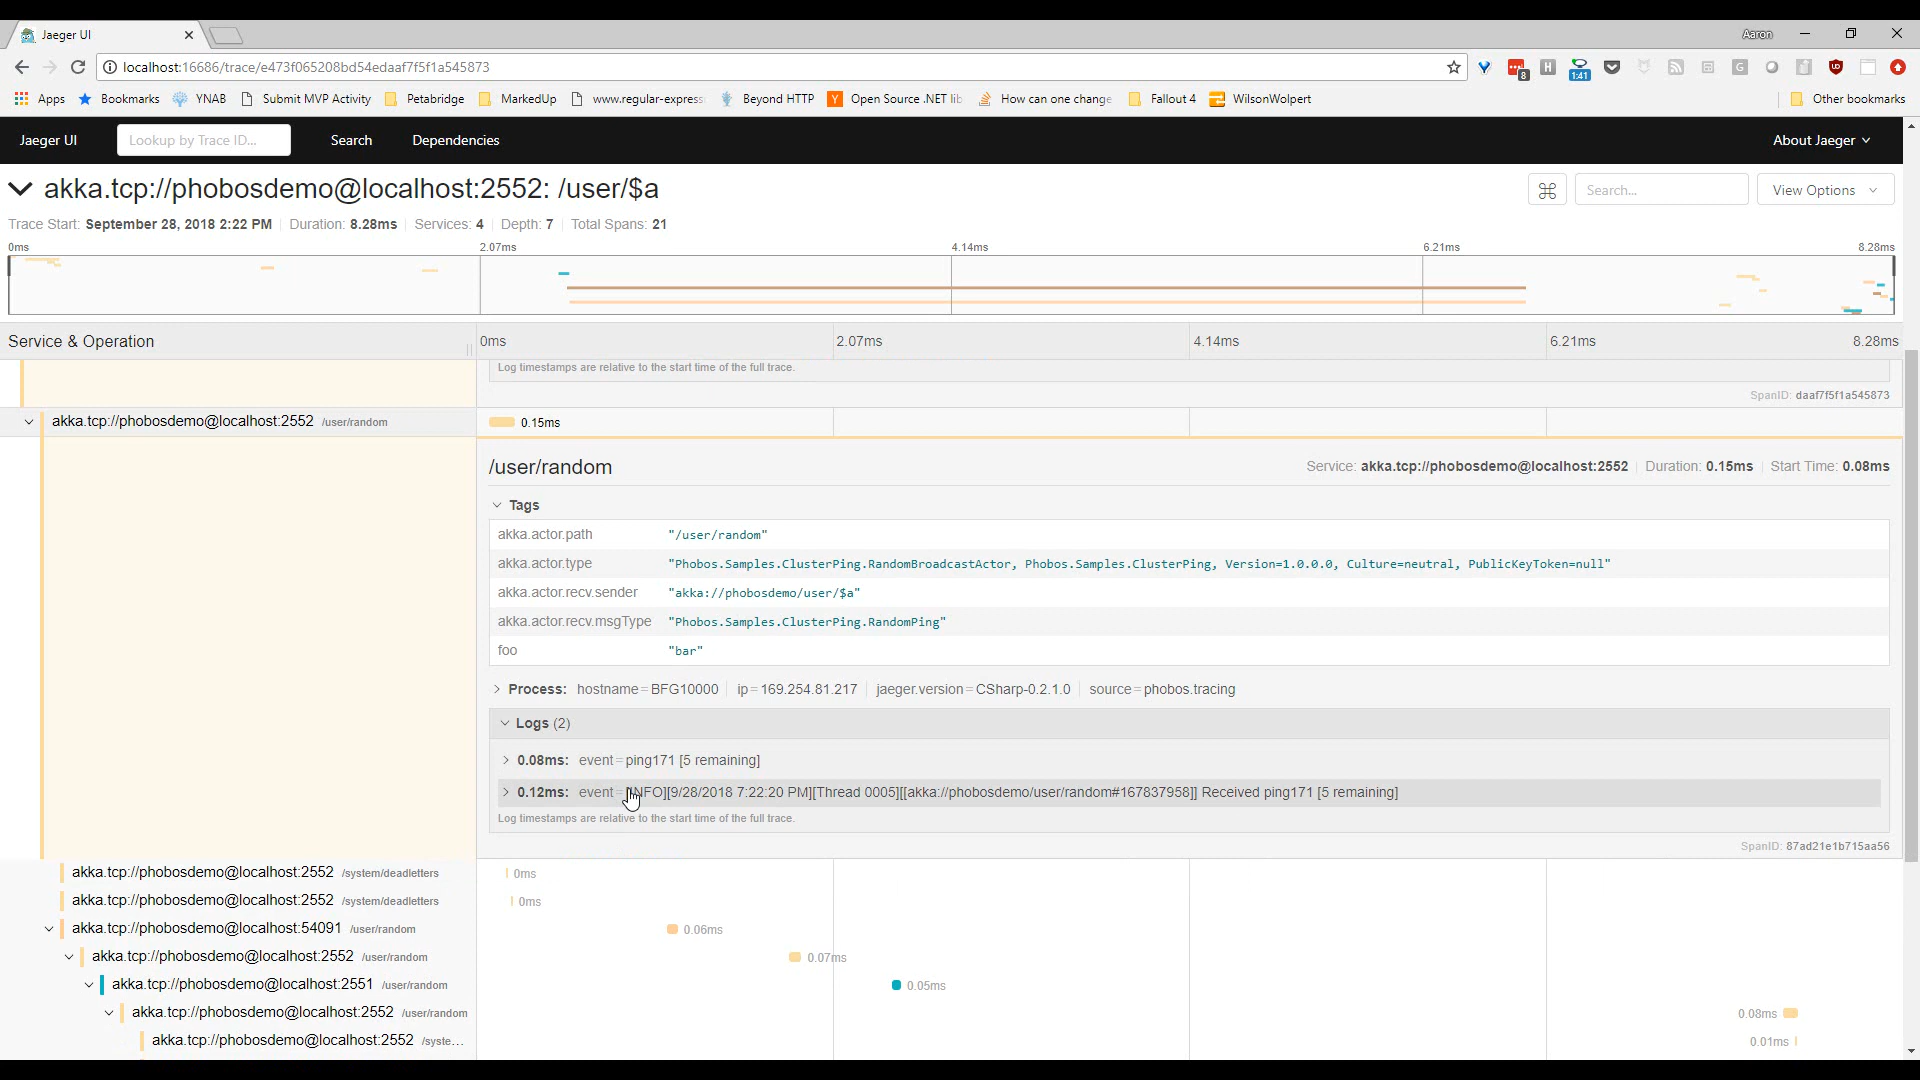 Jaeger UI
Aaron
localhost:16686/trace/e473f065208bd54edaaf7f5f1a545873
8
1:41
Apps Bookmarks YNAB Submit MVP Activity Petabridge MarkedUp www.regular-express Beyond HTTP Open Source .NET lib How can one change Fallout 4 WilsonWolpert Other bookmarks
Jaeger UI Lookup by Trace ID... Search Dependencies About Jaeger
akka.tcp://phobosdemo@localhost:2552: /user/$a Search... View Options
Trace Start: September 28, 2018 2:22 PM Duration: 8.28ms Services: 4 Depth: 7 Total Spans: 21
0ms 2.07ms 4.14ms 6.21ms 8.28ms
Service & Operation 0ms 2.07ms 4.14ms 6.21ms 8.28ms
Log timestamps are relative to the start time of the full trace.
SpanID: daaf7f5f1a545873
akka.tcp://phobosdemo@localhost:2552 /user/random 0.15ms
/user/random Service: akka.tcp://phobosdemo@localhost:2552 Duration: 0.15ms Start Time: 0.08ms
Tags
akka.actor.path "/user/random"
akka.actor.type "Phobos.Samples.ClusterPing.RandomBroadcastActor, Phobos.Samples.ClusterPing, Version=1.0.0.0, Culture=neutral, PublicKeyToken=null"
akka.actor.recv.sender "akka://phobosdemo/user/$a"
akka.actor.recv.msgType "Phobos.Samples.ClusterPing.RandomPing"
foo "bar"
Process: hostname=BFG10000 ip=169.254.81.217 jaeger.version=CSharp-0.2.1.0 source=phobos.tracing
Logs (2)
0.08ms: event=ping171 [5 remaining]
0.12ms: event=[INFO][9/28/2018 7:22:20 PM][Thread 0005][[akka://phobosdemo/user/random#167837958]] Received ping171 [5 remaining]
Log timestamps are relative to the start time of the full trace.
SpanID: 87ad21e1b715aa56
akka.tcp://phobosdemo@localhost:2552 /system/deadletters 0ms
akka.tcp://phobosdemo@localhost:2552 /system/deadletters 0ms
akka.tcp://phobosdemo@localhost:54091 /user/random 0.06ms
akka.tcp://phobosdemo@localhost:2552 /user/random 0.07ms
akka.tcp://phobosdemo@localhost:2551 /user/random 0.05ms
akka.tcp://phobosdemo@localhost:2552 /user/random 0.08ms
akka.tcp://phobosdemo@localhost:2552 /syste... 0.01ms